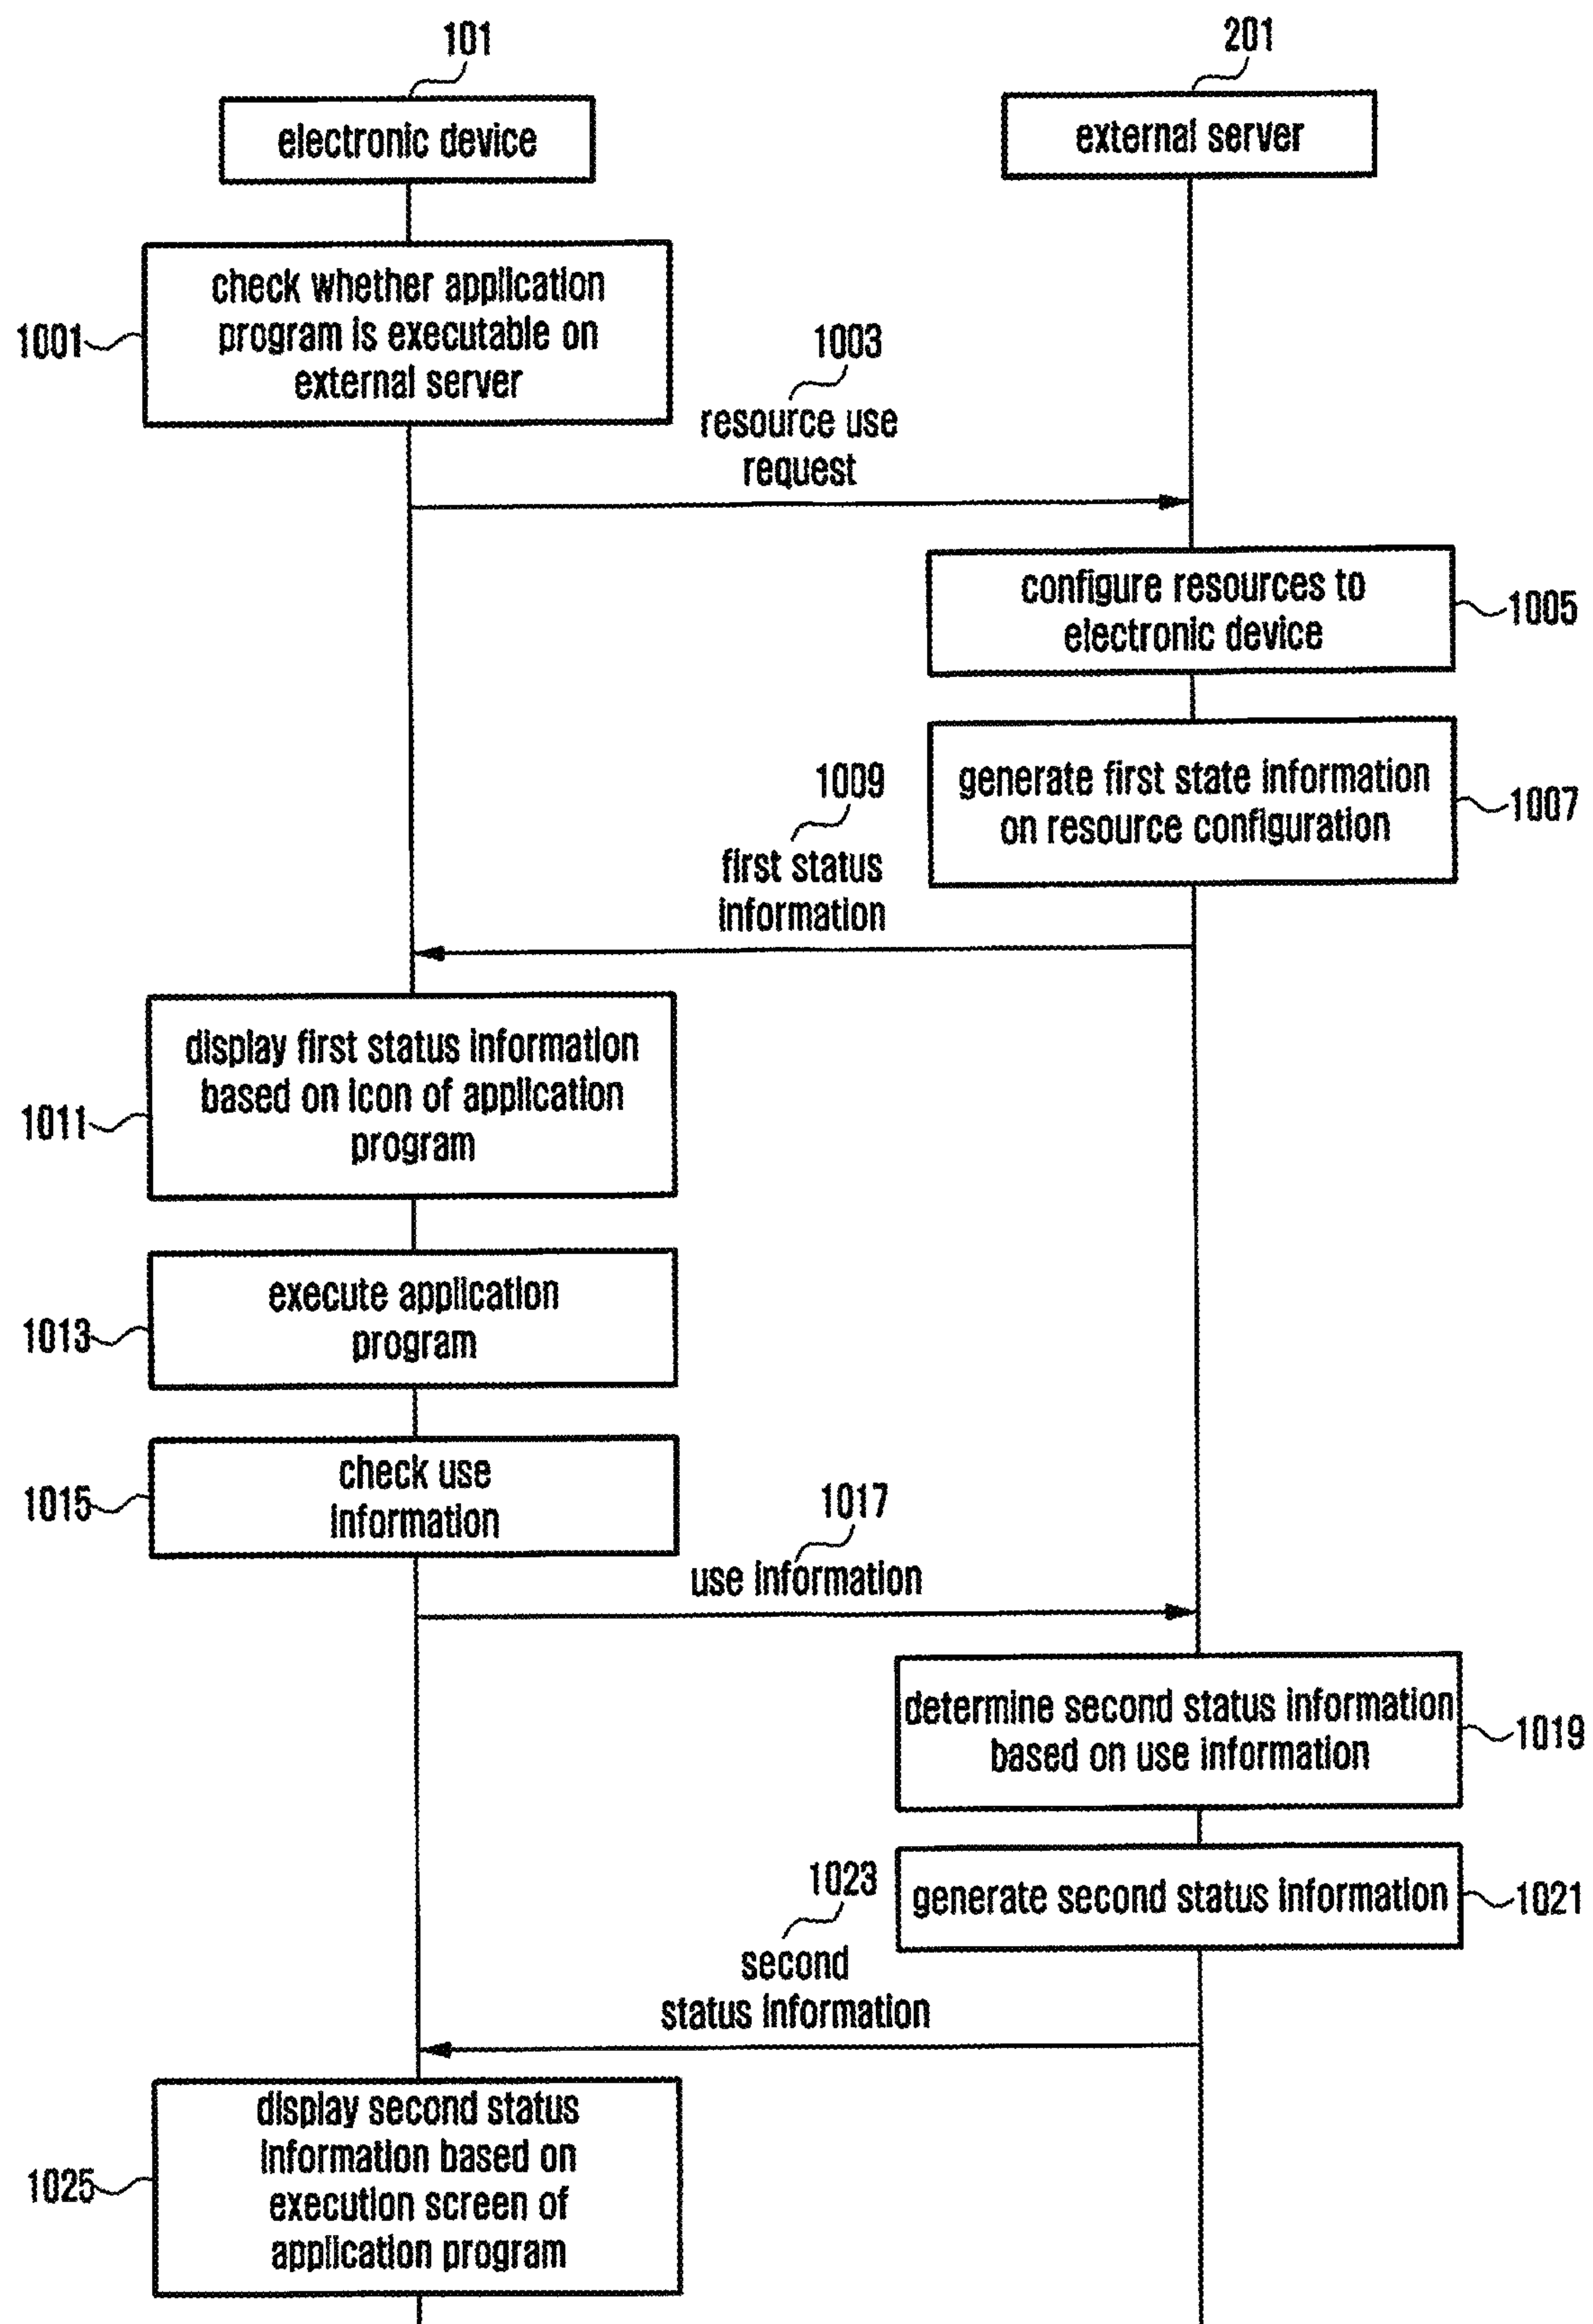 101
electronic device
201
external server
1001
check whether application
program is executable on
external server
1003
resource use
request
configure resources to
electronic device
1005
generate first state information
on resource configuration
1007
1009
first status
information
1011
display first status information
based on icon of application
program
1013
execute application
program
1015
check use
information
1017
use information
determine second status information
based on use information
1019
generate second status information
1021
1023
second
status information
1025
display second status
information based on
execution screen of
application program